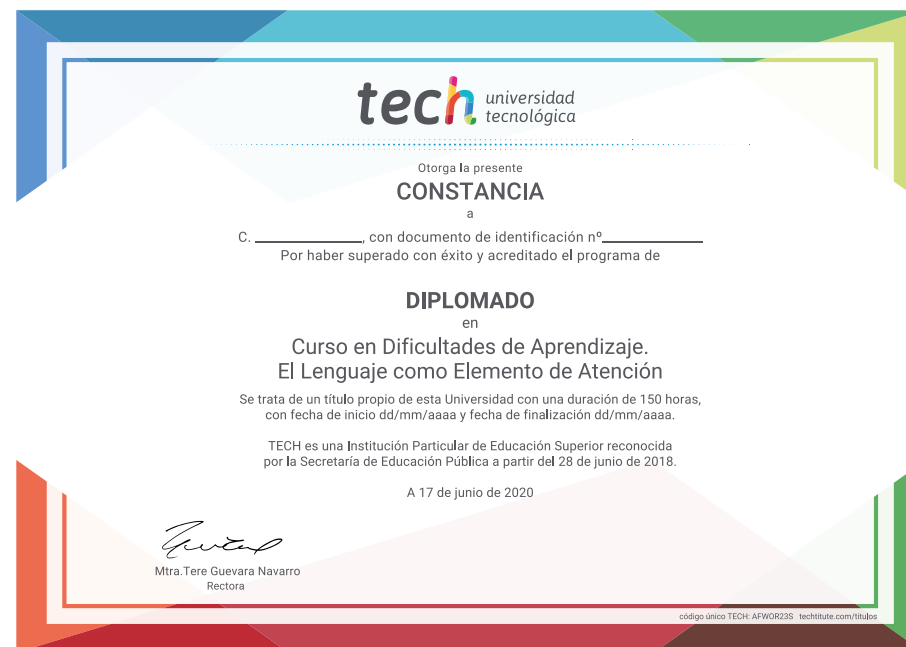 tech universidad
tecnológica
Otorga la presente
CONSTANCIA
a
C. ____________, con documento de identificación nº____________
Por haber superado con éxito y acreditado el programa de
DIPLOMADO
en
Curso en Dificultades de Aprendizaje.
El Lenguaje como Elemento de Atención
Se trata de un título propio de esta Universidad con una duración de 150 horas,
con fecha de inicio dd/mm/aaaa y fecha de finalización dd/mm/aaaa.
TECH es una Institución Particular de Educación Superior reconocida
por la Secretaría de Educación Pública a partir del 28 de junio de 2018.
A 17 de junio de 2020
Mtra.Tere Guevara Navarro
Rectora
código único TECH: AFWOR23S techtitute.com/titulos